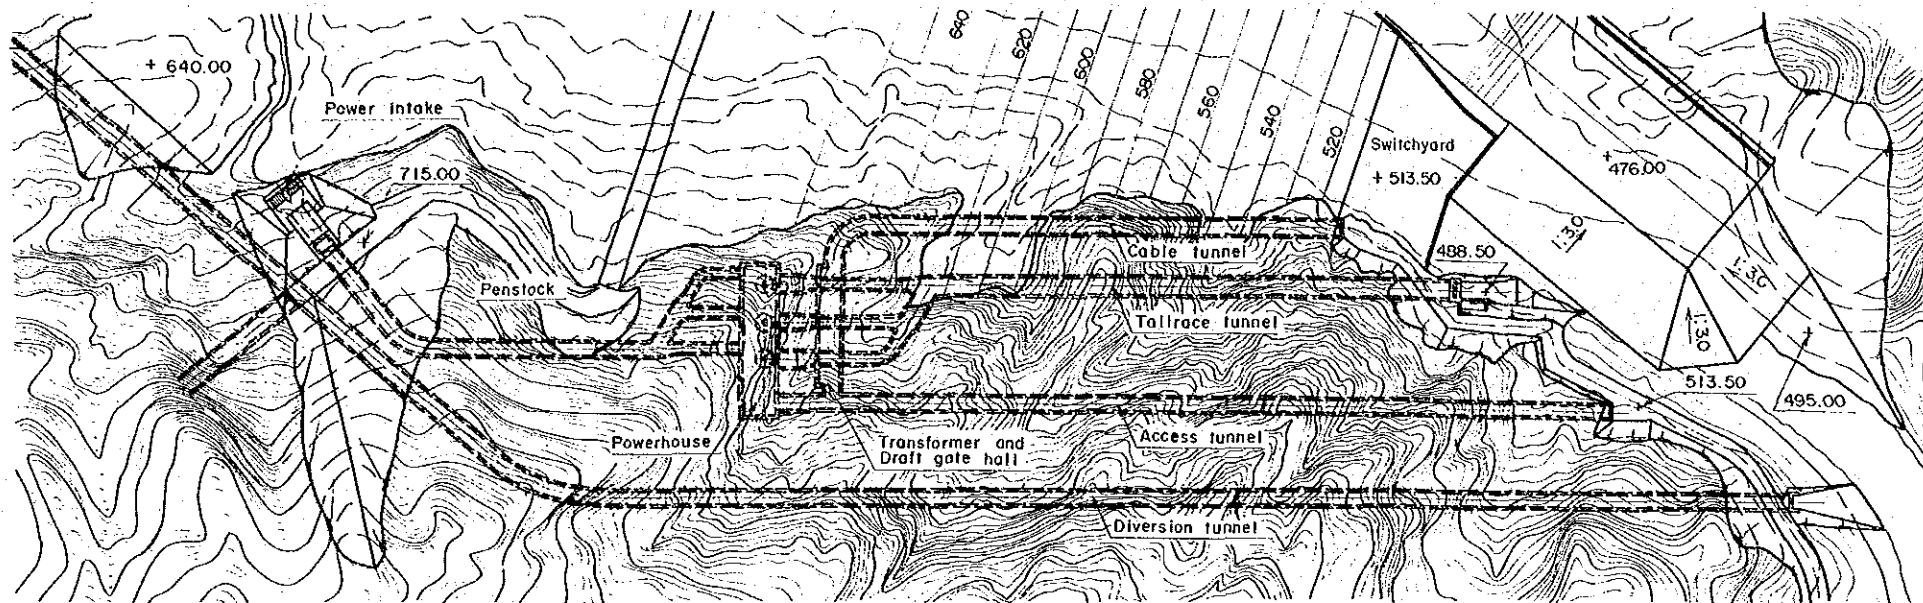 640
620
600
580
560
540
520
+ 640.00
Power intake
715.00
Switchyard
+ 513.50
+ 476.00
1:3.0
1:3.0
1:3.0
488.50
Cable tunnel
Penstock
Tailrace tunnel
513.50
495.00
Powerhouse
Transformer and
Draft gate hall
Access tunnel
Diversion tunnel